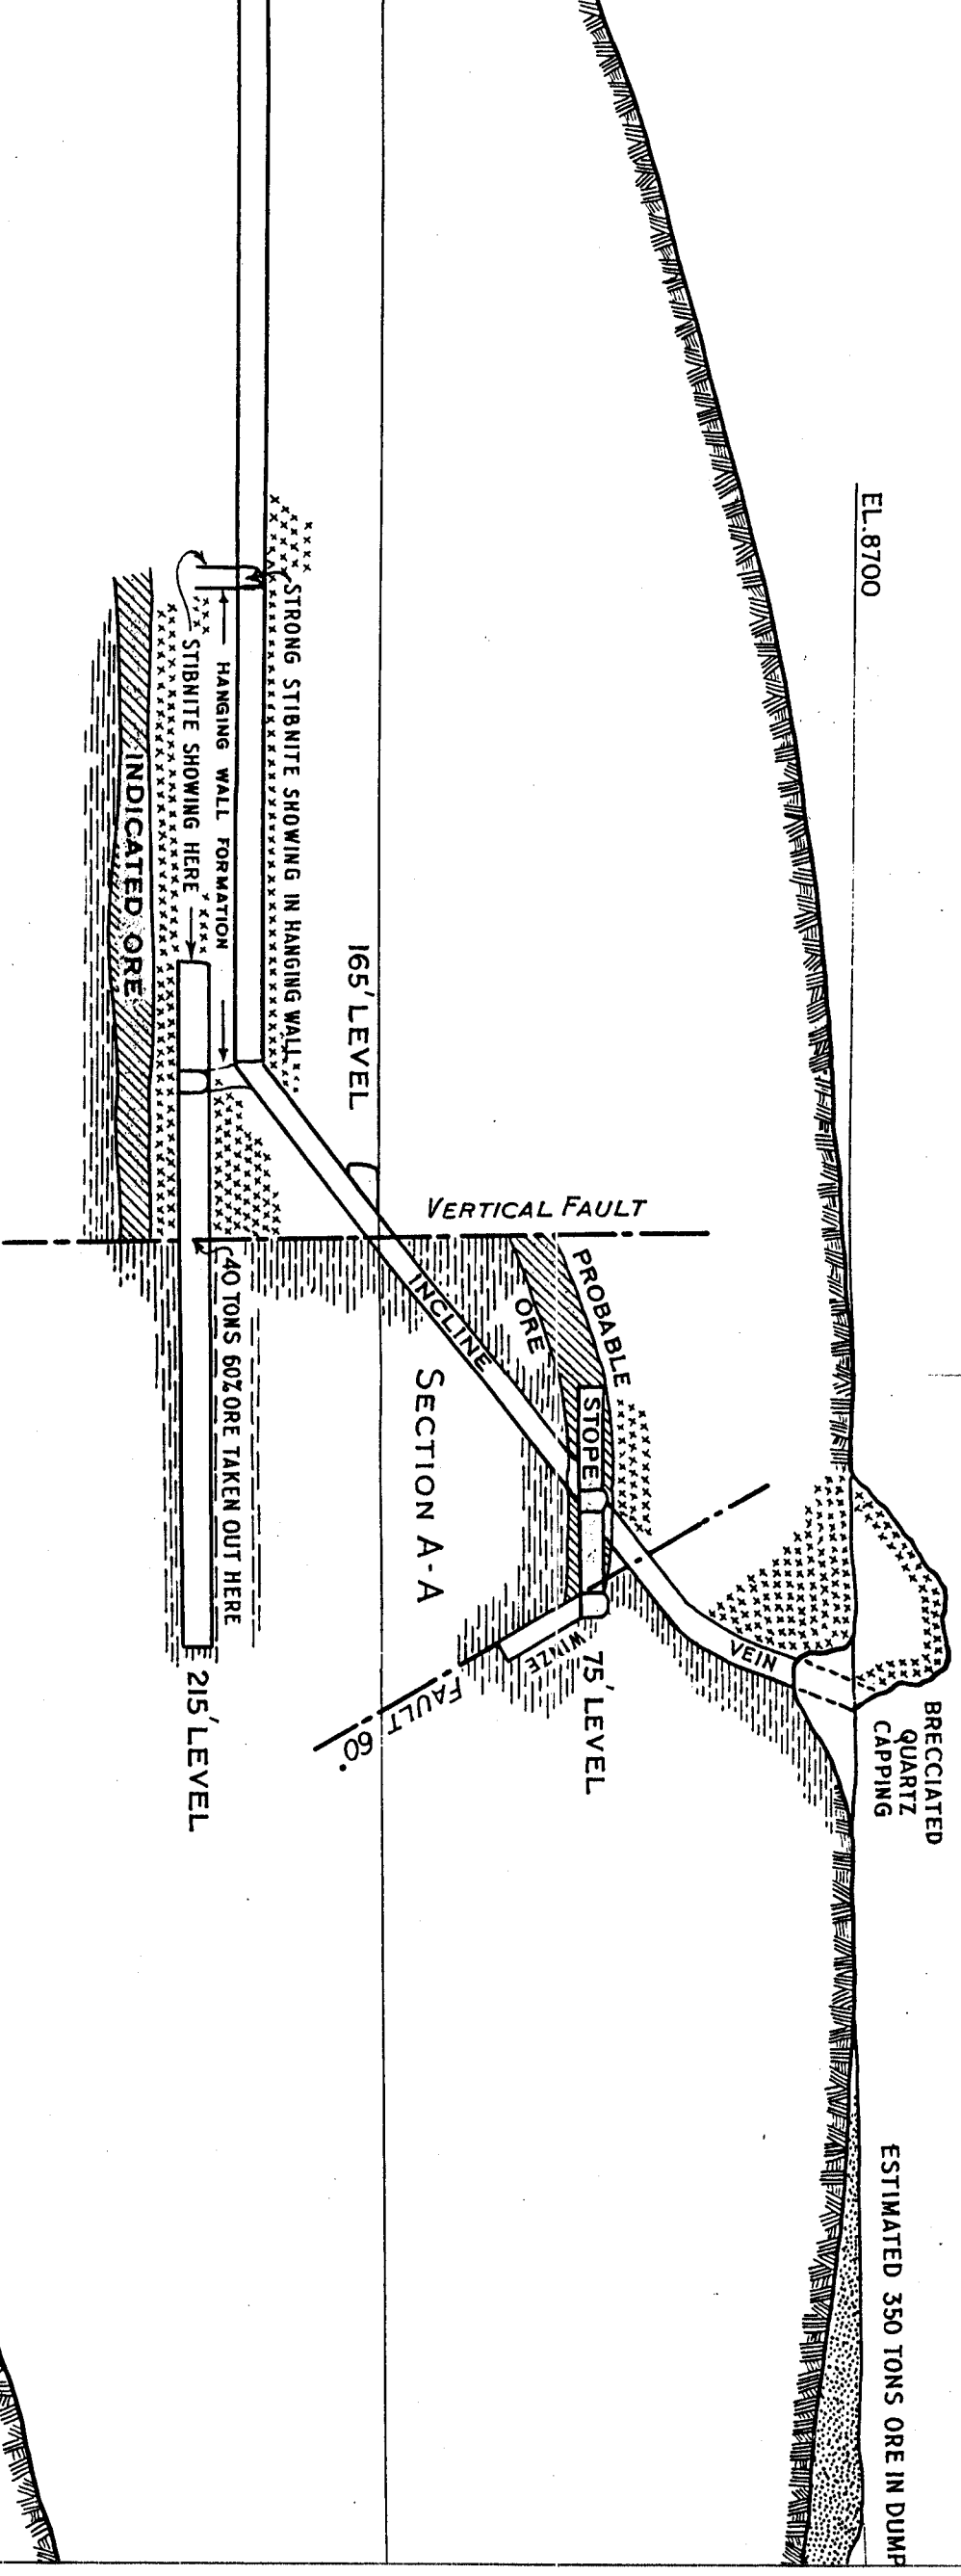 EL. 8700
BRECCIATED
QUARTZ
CAPPING
ESTIMATED 350 TONS ORE IN DUMP
VEIN
PROBABLE
ORE
STOPE
75' LEVEL
WINZE
FAULT 60°
VERTICAL FAULT
INCLINE
SECTION A-A
165' LEVEL
STRONG STIBNITE SHOWING IN HANGING WALL
HANGING WALL FORMATION
STIBNITE SHOWING HERE
40 TONS 60% ORE TAKEN OUT HERE
215' LEVEL
INDICATED ORE